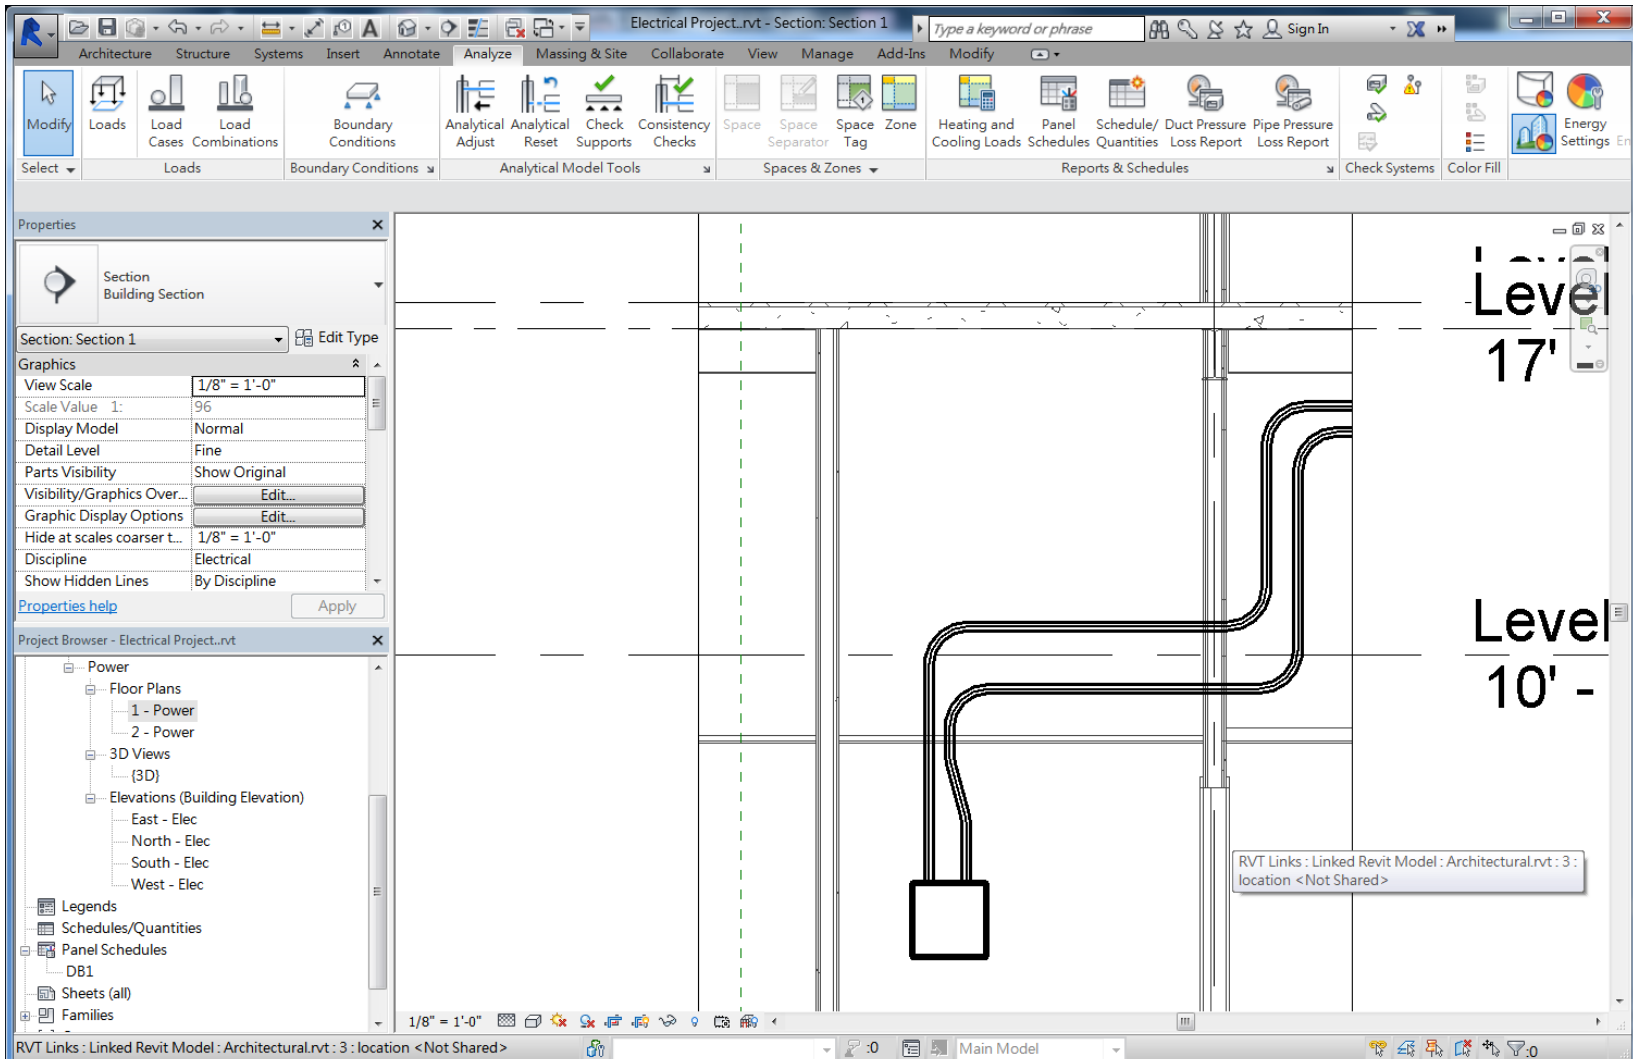 Electrical Project..rvt - Section: Section 1
Type a keyword or phrase
Sign In
Architecture Structure Systems Insert Annotate Analyze Massing & Site Collaborate View Manage Add-Ins Modify
Modify
Loads
Load Cases
Load Combinations
Boundary Conditions
Analytical Adjust
Analytical Reset
Check Supports
Consistency Checks
Space
Space Separator
Space Tag
Zone
Heating and Cooling Loads
Panel Schedules
Schedule/ Quantities
Duct Pressure Loss Report
Pipe Pressure Loss Report
Energy Settings
En
Select
Loads
Boundary Conditions
Analytical Model Tools
Spaces & Zones
Reports & Schedules
Check Systems
Color Fill
Properties
Section
Building Section
Section: Section 1
Edit Type
Graphics
View Scale 1/8" = 1'-0"
Scale Value 1: 96
Display Model Normal
Detail Level Fine
Parts Visibility Show Original
Visibility/Graphics Over... Edit...
Graphic Display Options Edit...
Hide at scales coarser t... 1/8" = 1'-0"
Discipline Electrical
Show Hidden Lines By Discipline
Properties help
Apply
Project Browser - Electrical Project..rvt
Power
Floor Plans
1 - Power
2 - Power
3D Views
{3D}
Elevations (Building Elevation)
East - Elec
North - Elec
South - Elec
West - Elec
Legends
Schedules/Quantities
Panel Schedules
DB1
Sheets (all)
Families
Level
17'
Level
10' -
RVT Links : Linked Revit Model : Architectural.rvt : 3 :
location <Not Shared>
1/8" = 1'-0"
RVT Links : Linked Revit Model : Architectural.rvt : 3 : location <Not Shared>
:0
Main Model
:0